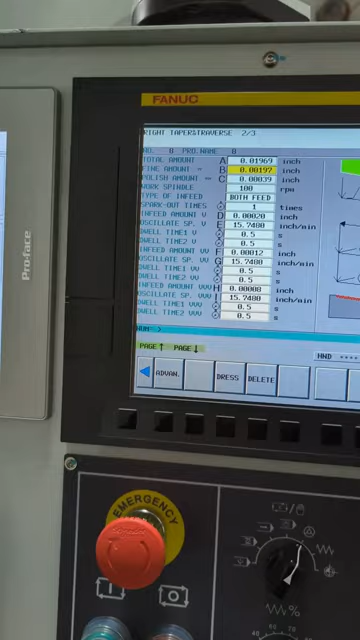 FANUC
RIGHT TAPER&TRAVERSE 2/3
NO. 0 PRO.NAME 0
TOTAL AMOUNT A 0.01969 inch
FINE AMOUNT = B 0.00197 inch
POLISH AMOUNT = C 0.00039 inch
WORK SPINDLE 100 rpm
TYPE OF INFEED BOTH FEED
SPARK-OUT TIMES 1 times
INFEED AMOUNT V D 0.00020 inch
OSCILLATE SP. V E 15.7480 inch/min
DWELL TIME1 V 0.5 s
DWELL TIME2 V 0.5 s
INFEED AMOUNT VV F 0.00012 inch
OSCILLATE SP. VV G 15.7480 inch/min
DWELL TIME1 VV 0.5 s
DWELL TIME2 VV 0.5 s
INFEED AMOUNT VVV H 0.00008 inch
OSCILLATE SP. VVV I 15.7480 inch/min
DWELL TIME1 VVV 0.5 s
DWELL TIME2 VVV 0.5 s
NUM' >
PAGE↑ PAGE↓
HND ****
ADVAN. DRESS DELETE
Pro-face
EMERGENCY
%